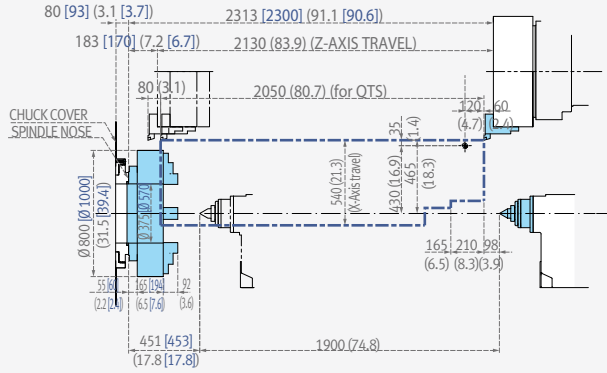 80 [93] (3.1 [3.7])
2313 [2300] (91.1 [90.6])
183 [170] (7.2 [6.7])
2130 (83.9) (Z-AXIS TRAVEL)
80 (3.1)
2050 (80.7) (for QTS)
120
(4.7)
60
(2.4)
CHUCK COVER
SPINDLE NOSE
35
(1.4)
540 (21.3)
(X-Axis travel)
430 (16.9)
465
(18.3)
Ø 800 [Ø 1000]
(31.5 [39.4])
Ø 325
Ø 570
165
(6.5)
210
(8.3)
98
(3.9)
55 [60]
(2.2 [2.4])
165 [194]
(6.5 [7.6])
92
(3.6)
451 [453]
(17.8 [17.8])
1900 (74.8)